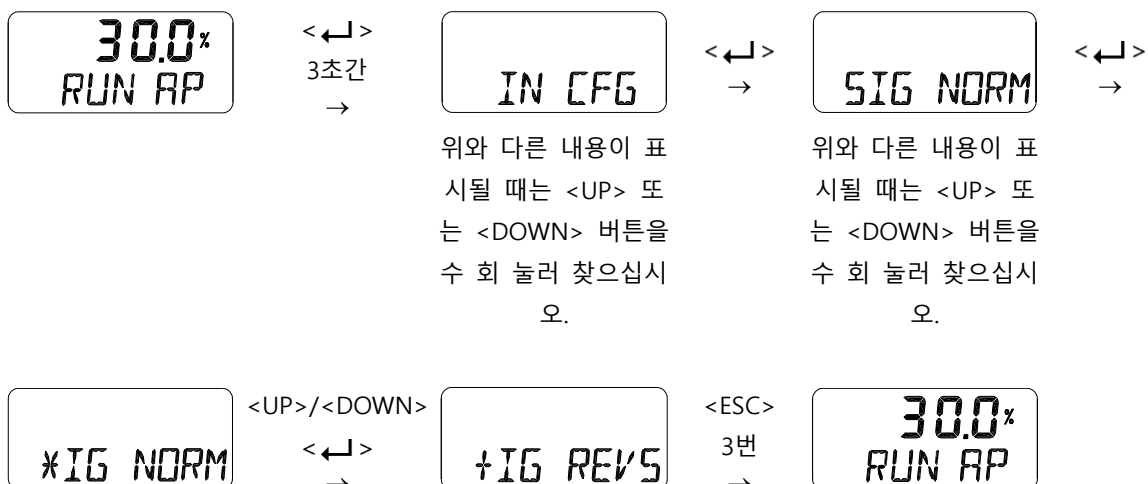 30.0%
RUN AP
<↵>
3초간
→
IN CFG
<↵>
→
SIG NORM
<↵>
→
위와 다른 내용이 표
시될 때는 <UP> 또
는 <DOWN> 버튼을
수 회 눌러 찾으십시
오.
위와 다른 내용이 표
시될 때는 <UP> 또
는 <DOWN> 버튼을
수 회 눌러 찾으십시
오.
*IG NORM
<UP>/<DOWN>
<↵>
→
+IG REVS
<ESC>
3번
→
30.0%
RUN AP